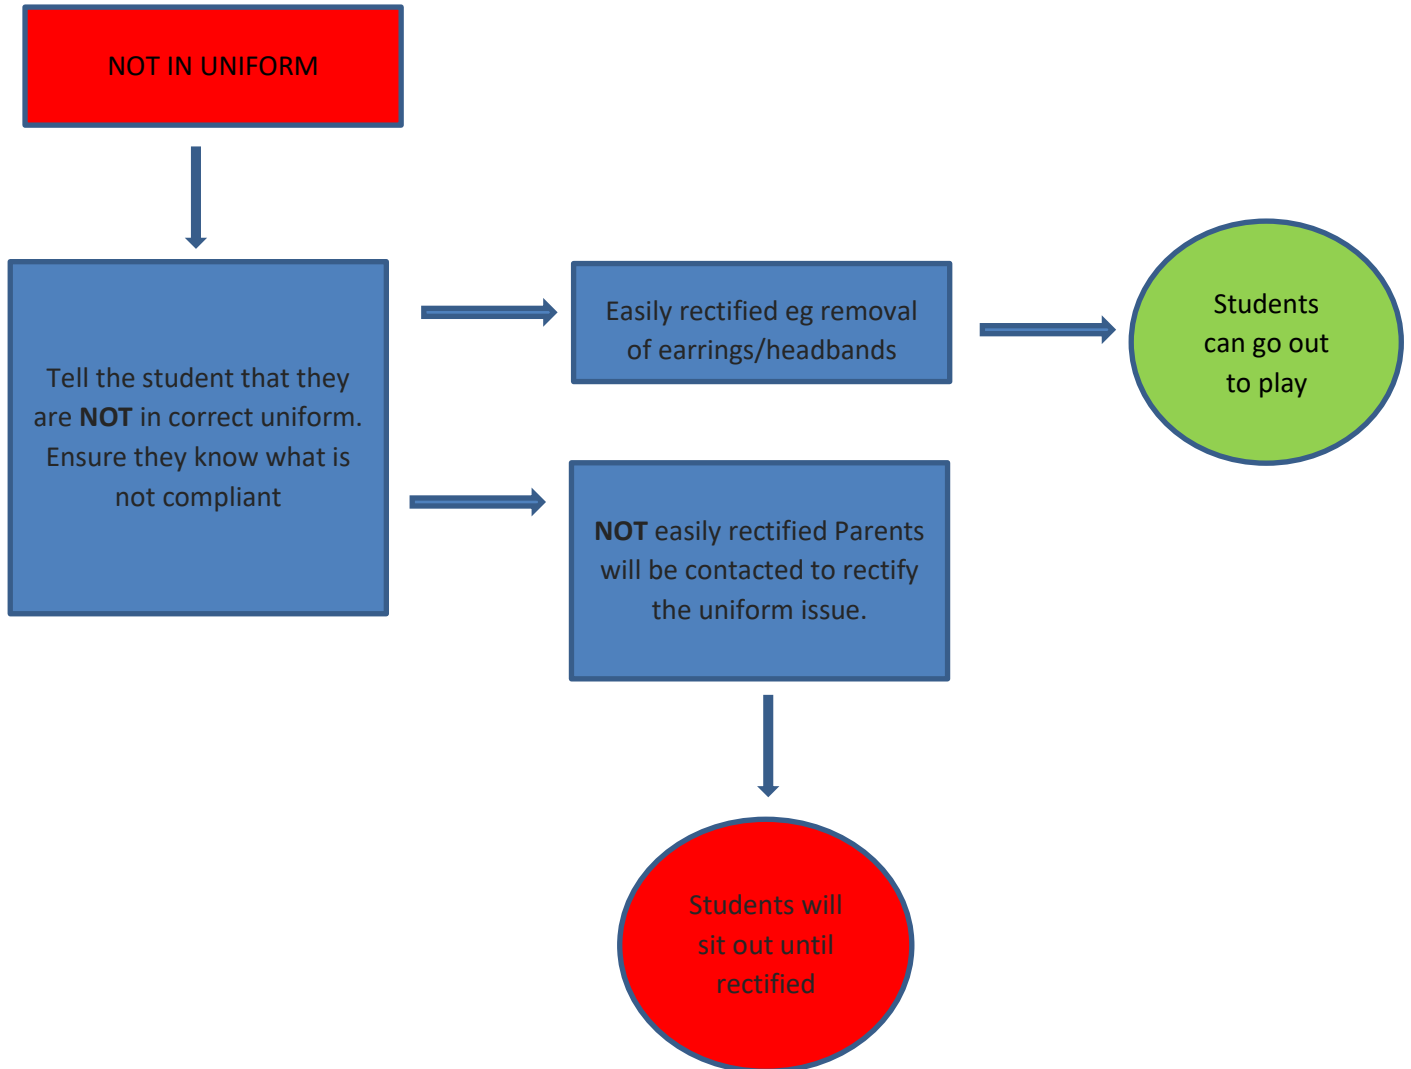 NOT IN UNIFORM
Tell the student that they
are NOT in correct uniform.
Ensure they know what is
not compliant
Easily rectified eg removal
of earrings/headbands
Students
can go out
to play
NOT easily rectified Parents
will be contacted to rectify
the uniform issue.
Students will
sit out until
rectified